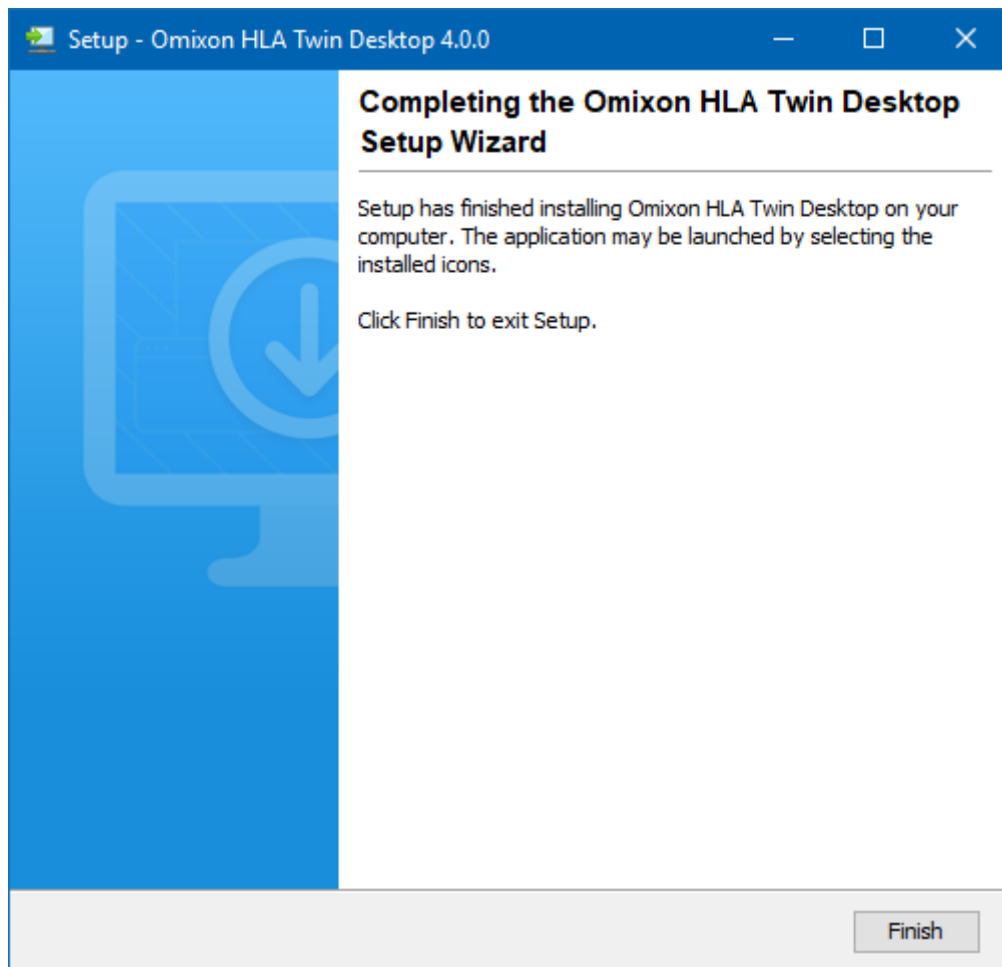 Setup - Omixon HLA Twin Desktop 4.0.0
Completing the Omixon HLA Twin Desktop
Setup Wizard
Setup has finished installing Omixon HLA Twin Desktop on your
computer. The application may be launched by selecting the
installed icons.
Click Finish to exit Setup.
Finish